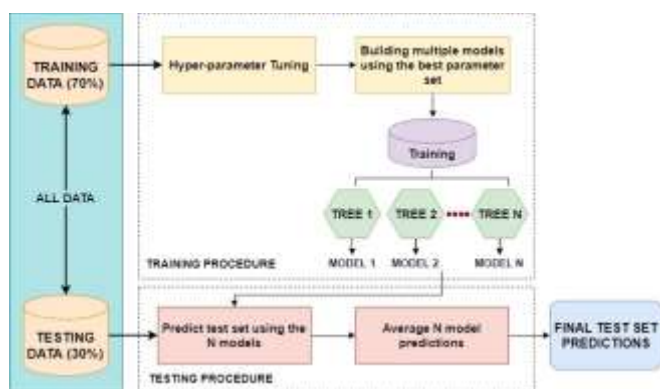 TRAINING
DATA (70%)
Hyper-parameter Tuning
Building multiple models
using the best parameter
set
Training
ALL DATA
TREE 1
TREE 2
TREE N
MODEL 1
MODEL 2
MODEL N
TRAINING PROCEDURE
TESTING
DATA (30%)
Predict test set using the
N models
Average N model
predictions
FINAL TEST SET
PREDICTIONS
TESTING PROCEDURE